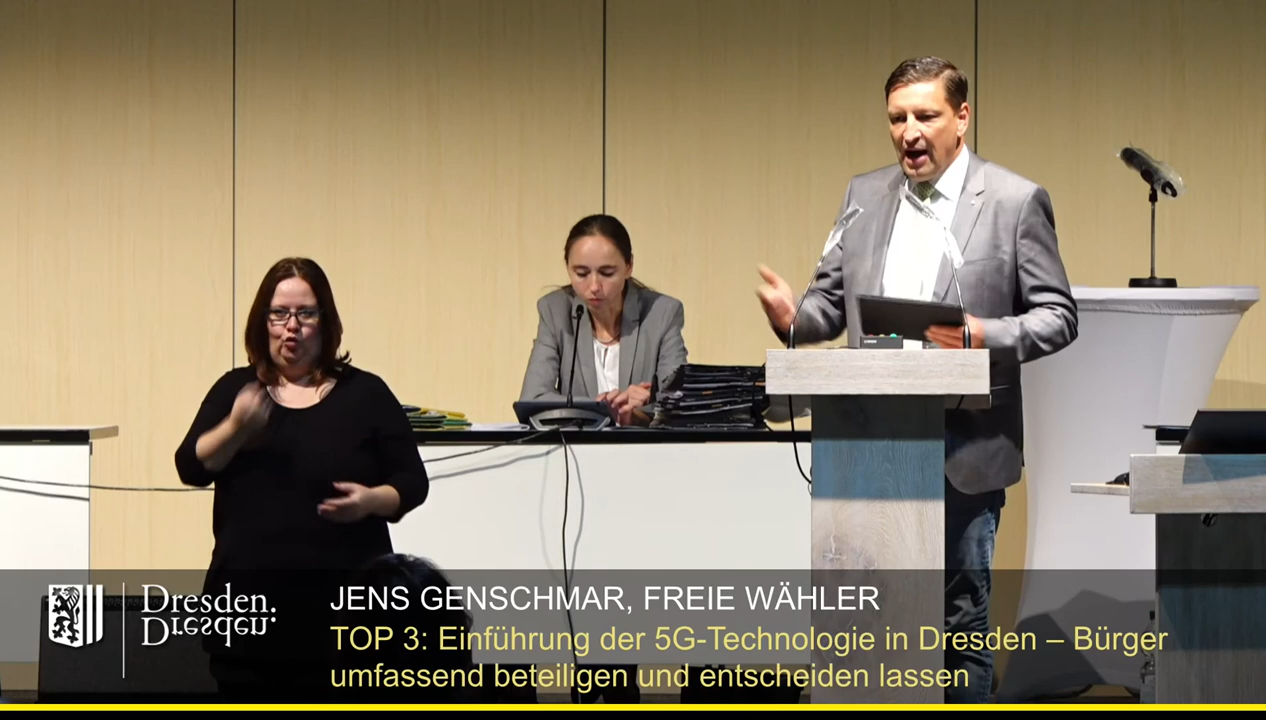 Dresden.
Dresden.
JENS GENSCHMAR, FREIE WÄHLER
TOP 3: Einführung der 5G-Technologie in Dresden – Bürger
umfassend beteiligen und entscheiden lassen